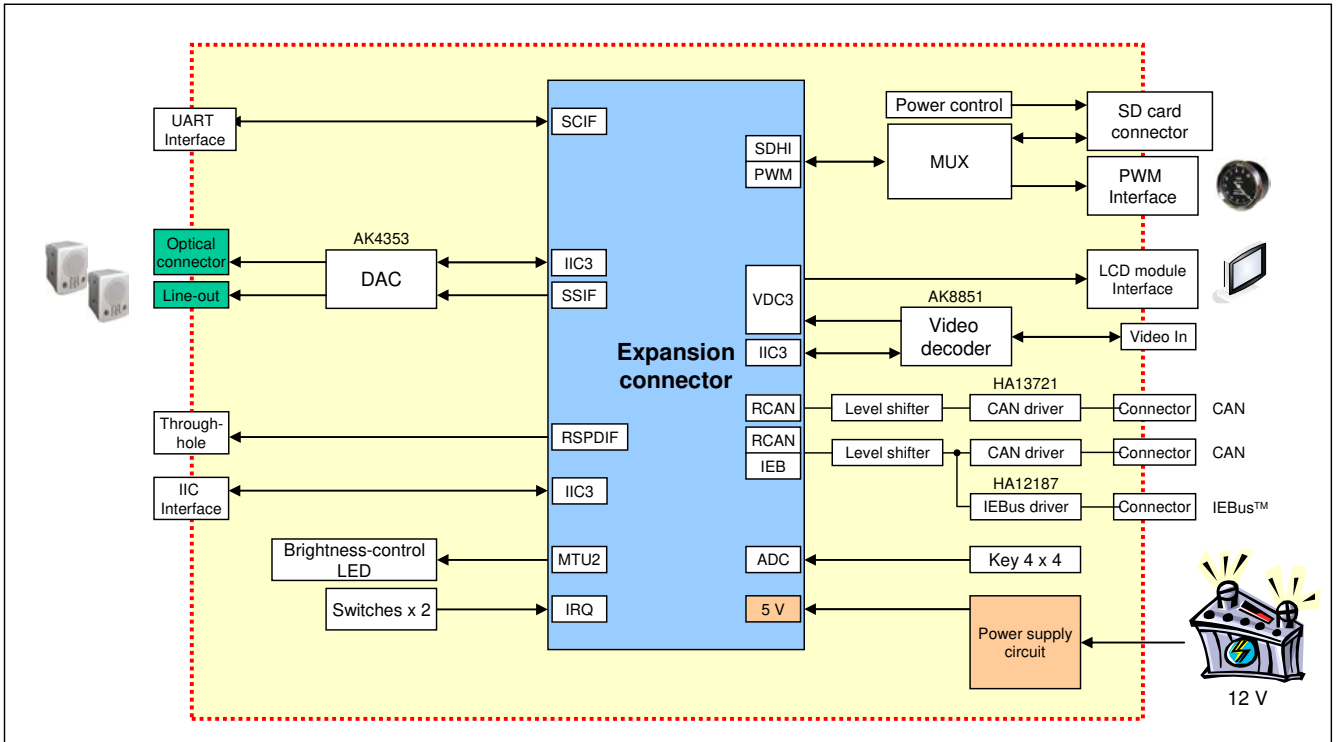 UART
Interface
SCIF
Optical
connector
Line-out
AK4353
DAC
IIC3
SSIF
Through-
hole
RSPDIF
IIC
Interface
IIC3
Brightness-control
LED
MTU2
Switches x 2
IRQ
Expansion
connector
SDHI
PWM
Power control
MUX
SD card
connector
PWM
Interface
VDC3
LCD module
Interface
AK8851
Video
decoder
IIC3
Video In
HA13721
RCAN
Level shifter
CAN driver
Connector
CAN
RCAN
IEB
Level shifter
CAN driver
Connector
CAN
HA12187
IEBus driver
Connector
IEBus™
ADC
Key 4 x 4
5 V
Power supply
circuit
12 V